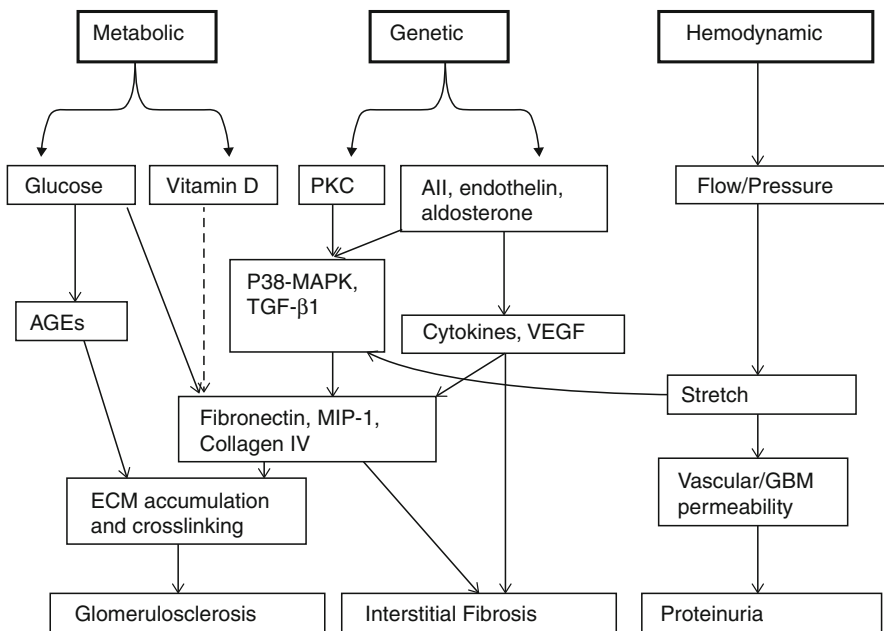 Metabolic
Genetic
Hemodynamic
Glucose
Vitamin D
PKC
AII, endothelin,
aldosterone
Flow/Pressure
P38-MAPK,
TGF-β1
AGEs
Cytokines, VEGF
Stretch
Fibronectin, MIP-1,
Collagen IV
Vascular/GBM
permeability
ECM accumulation
and crosslinking
Glomerulosclerosis
Interstitial Fibrosis
Proteinuria